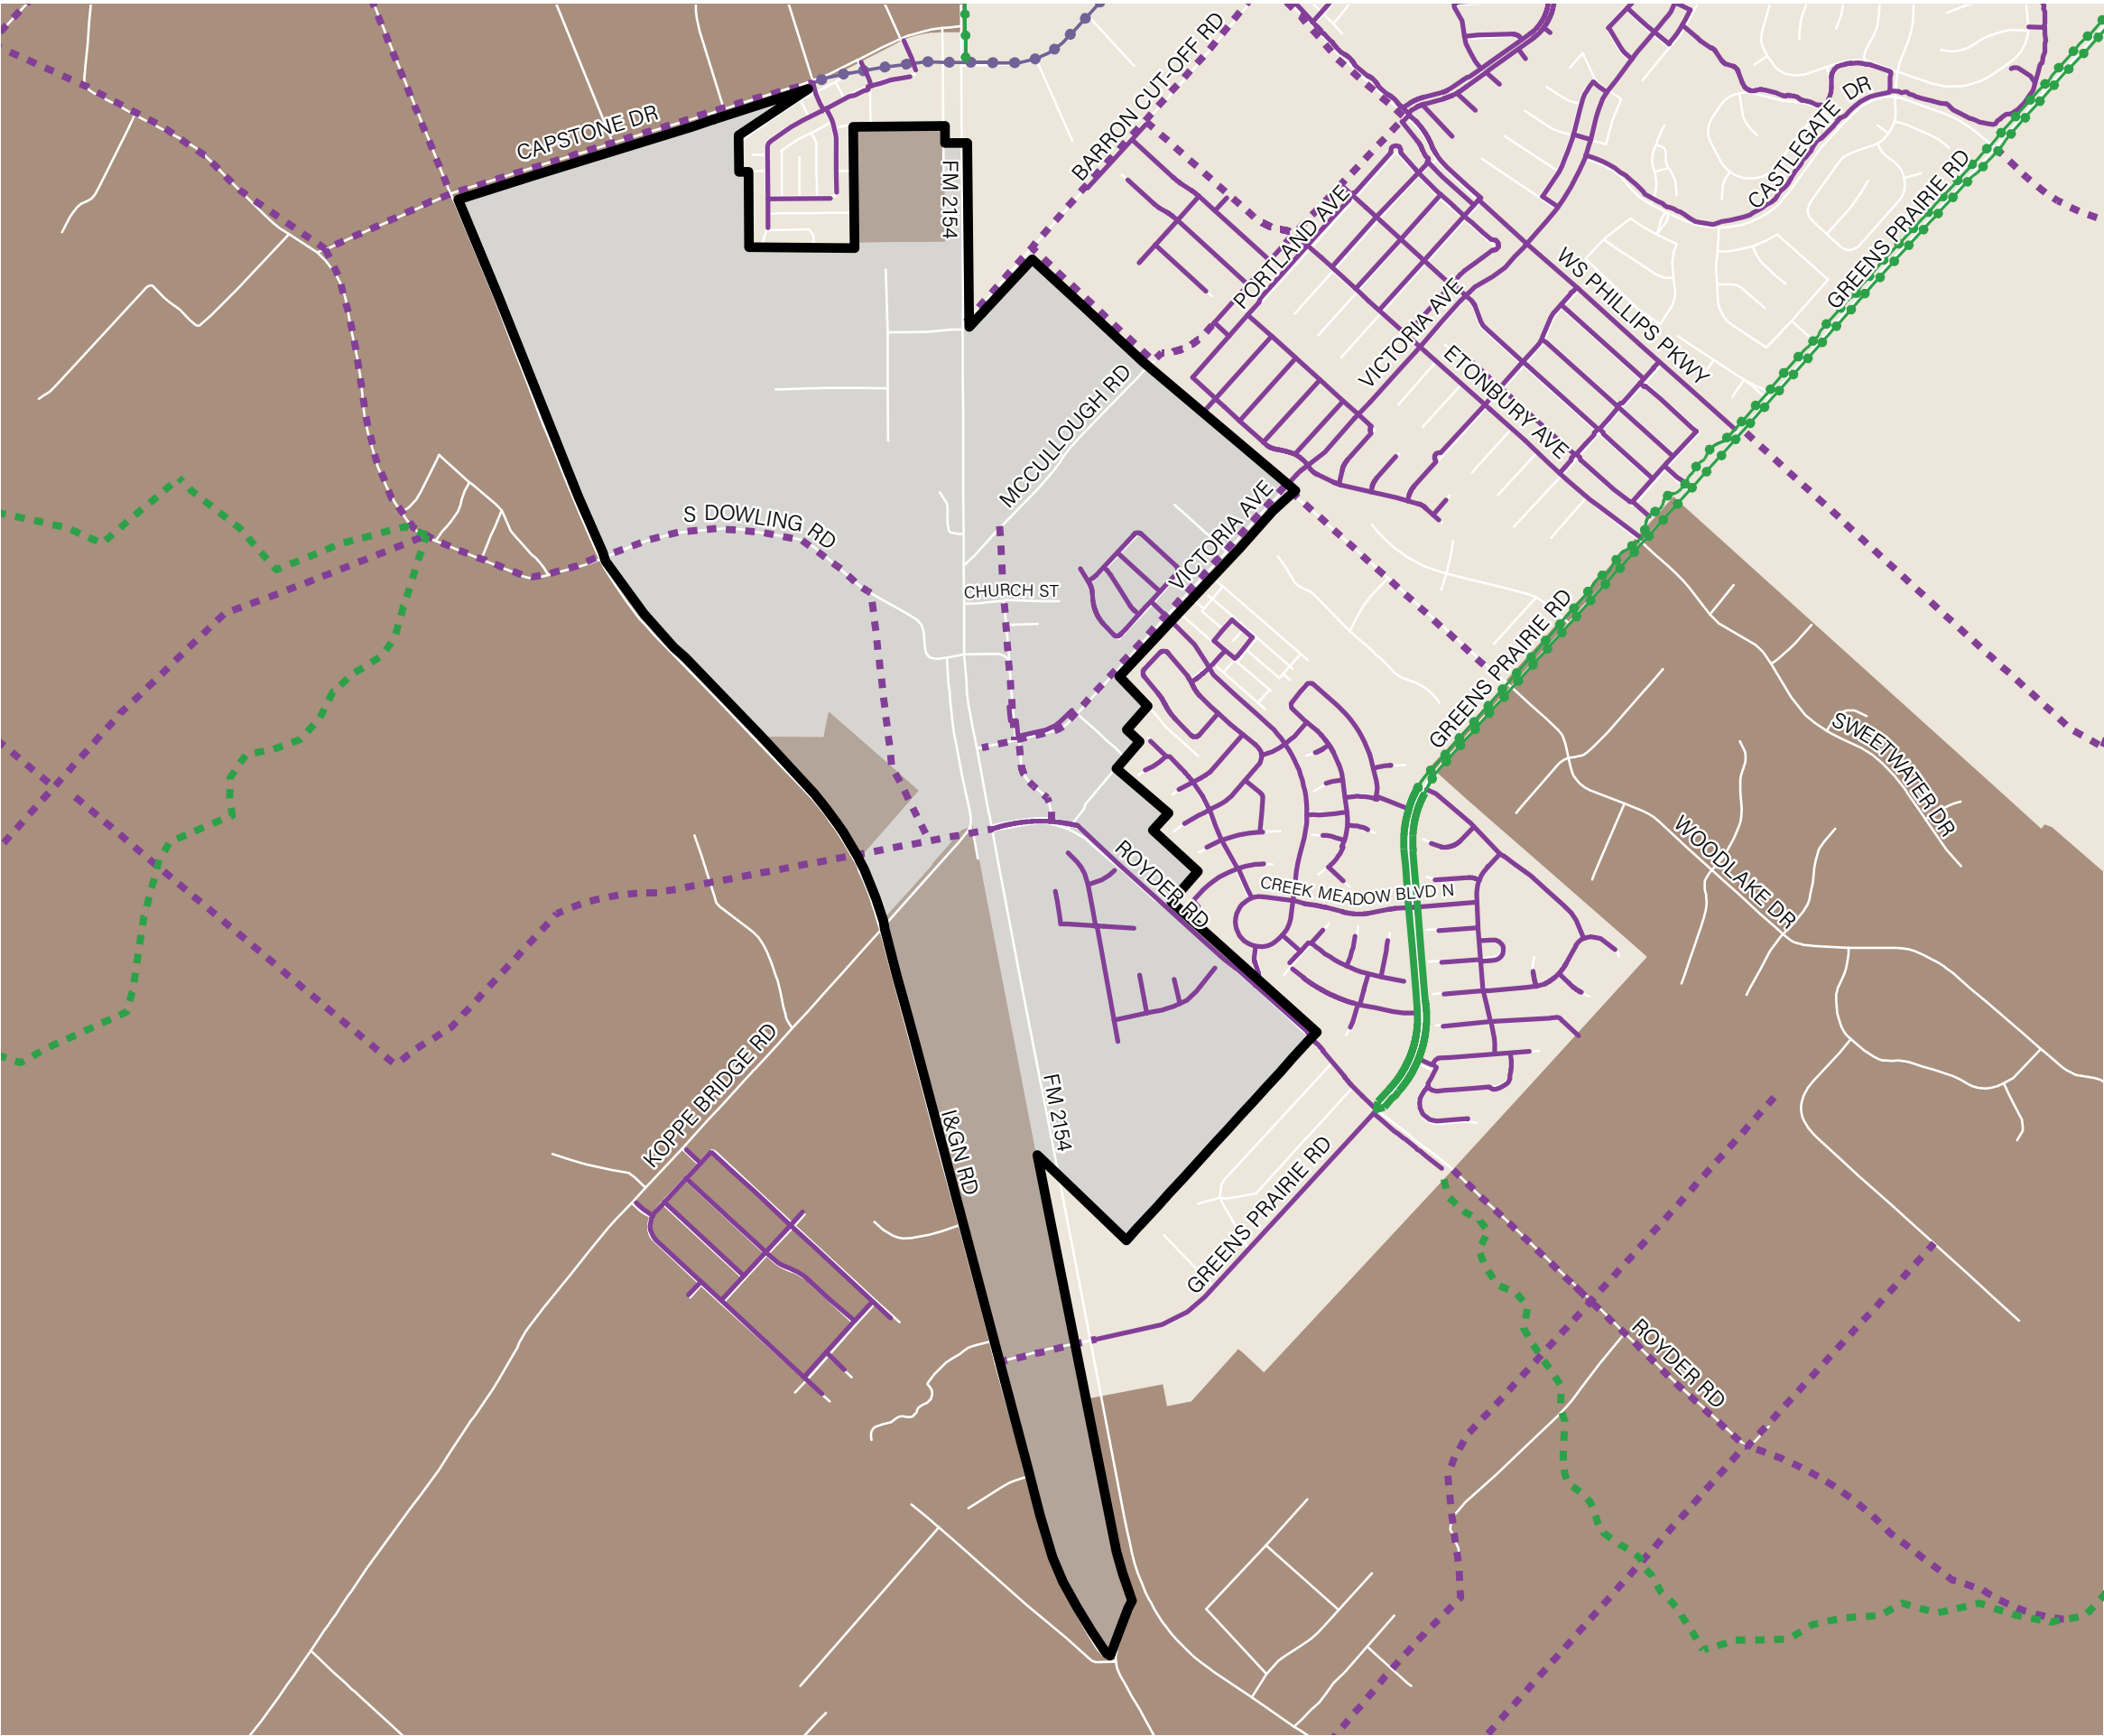 BARRON CUT-OFF RD
CAPSTONE DR
CASTLEGATE DR
FM 2154
GREENS PRAIRIE RD
PORTLAND AVE
WS PHILLIPS PKWY
VICTORIA AVE
ETONBURY AVE
MCCULLOUGH RD
S DOWLING RD
VICTORIA AVE
CHURCH ST
GREENS PRAIRIE RD
SWEETWATER DR
WOODLAKE DR
ROYDER RD
CREEK MEADOW BLVD N
KOPPE BRIDGE RD
FM 2154
I&GN RD
GREENS PRAIRIE RD
ROYDER RD